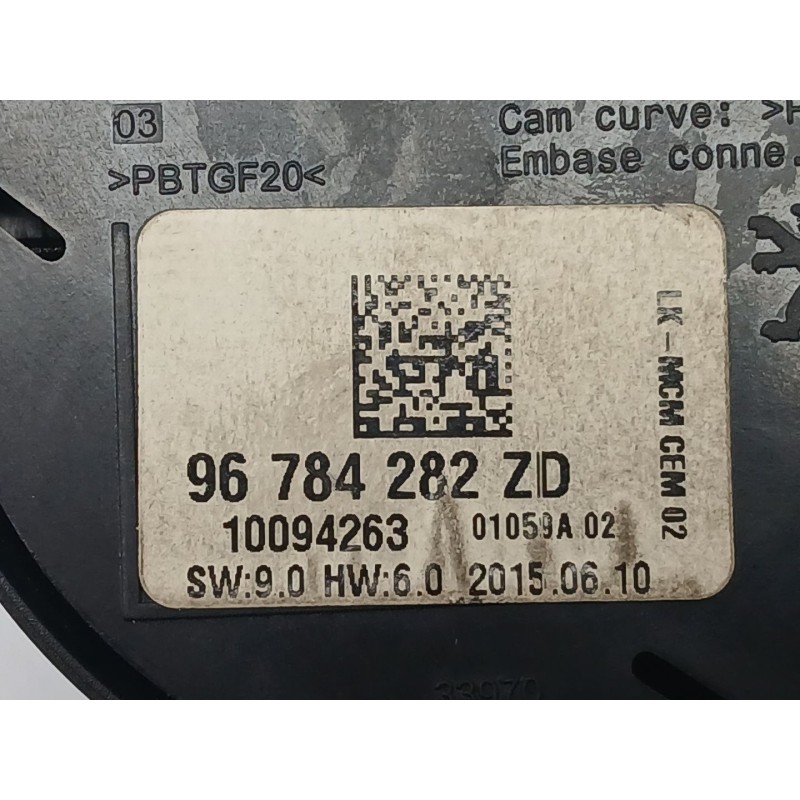 03
>PBTGF20<
Cam curve: >
Embase conne.
96 784 282 ZD
10094263 01059A 02
SW:9.0 HW:6.0 2015.06.10
LK-MCM CEM 02
33970